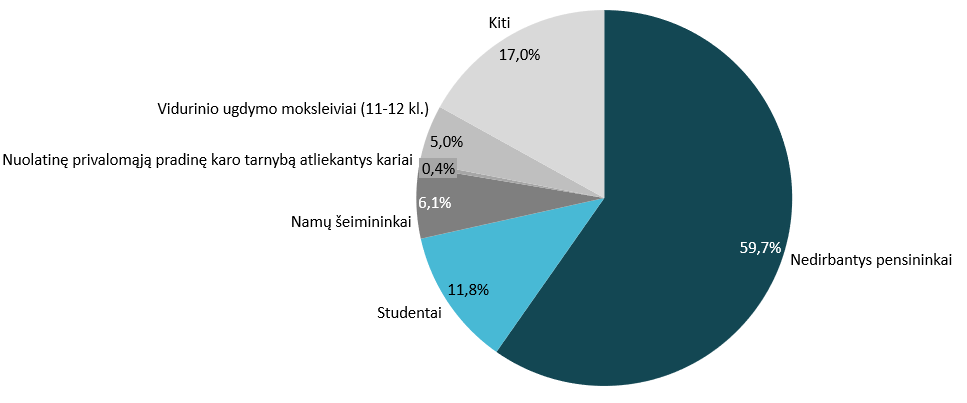 Kiti
17,0%
Vidurinio ugdymo moksleiviai (11-12 kl.)
5,0%
Nuolatinę privalomąją pradinę karo tarnybą atliekantys kariai
0,4%
6,1%
Namų šeimininkai
59,7%
Nedirbantys pensininkai
11,8%
Studentai